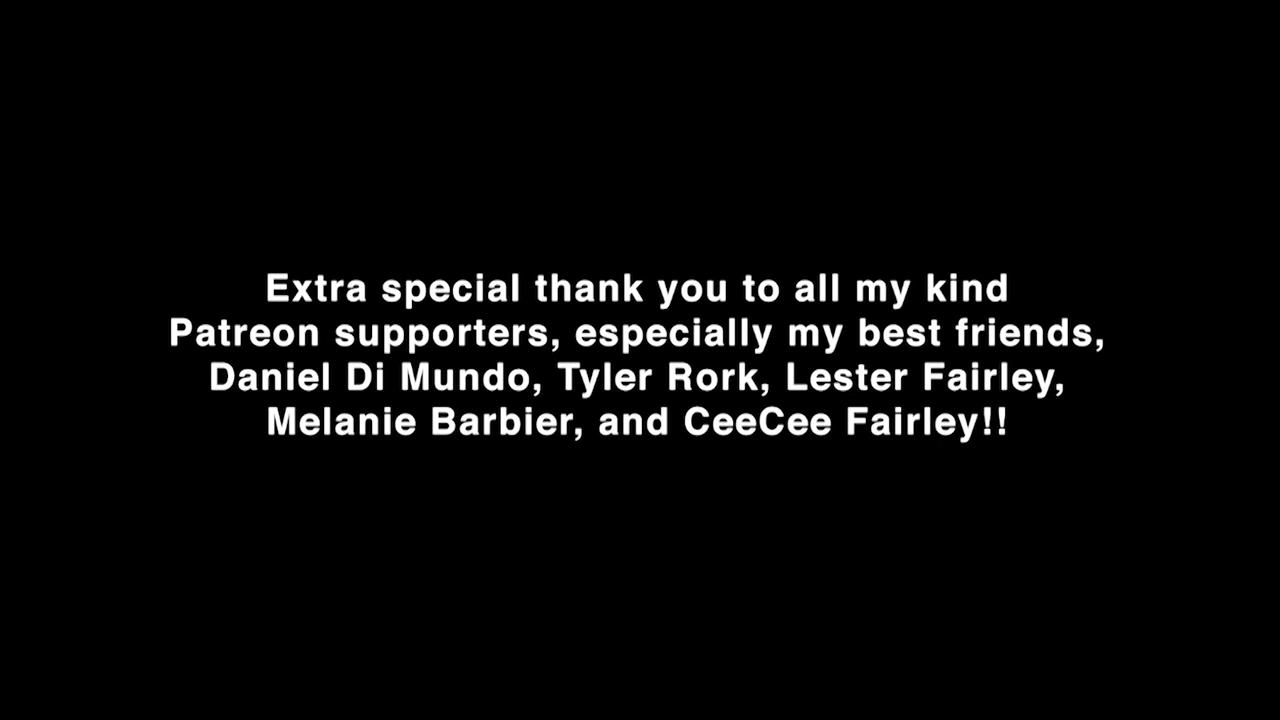 Extra special thank you to all my kind
Patreon supporters, especially my best friends,
Daniel Di Mundo, Tyler Rork, Lester Fairley,
Melanie Barbier, and CeeCee Fairley!!